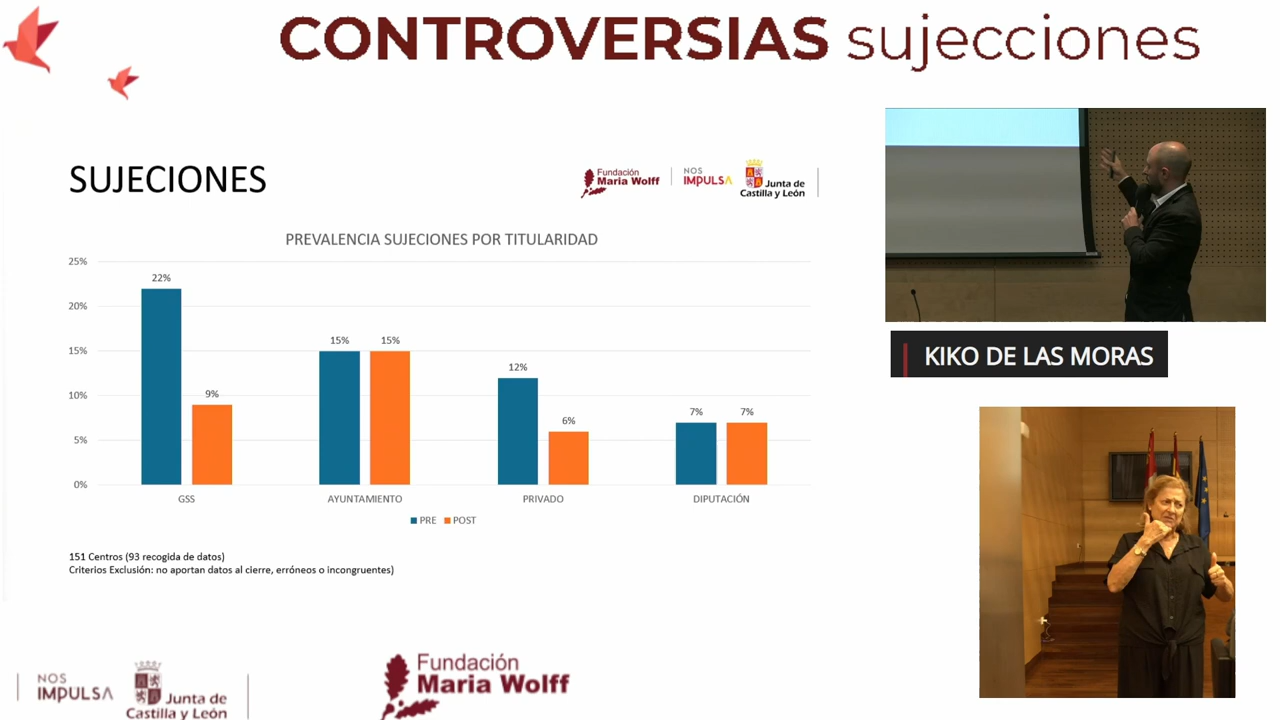 CONTROVERSIAS sujecciones
SUJECIONES
Fundación
Maria Wolff
NOS
IMPULSA
Junta de
Castilla y León
PREVALENCIA SUJECIONES POR TITULARIDAD
25%
20%
15%
10%
5%
0%
22%
9%
15%
15%
12%
6%
7%
7%
GSS
AYUNTAMIENTO
PRIVADO
DIPUTACIÓN
PRE
POST
151 Centros (93 recogida de datos)
Criterios Exclusión: no aportan datos al cierre, erróneos o incongruentes)
KIKO DE LAS MORAS
NOS
IMPULSA
Junta de
Castilla y León
Fundación
Maria Wolff